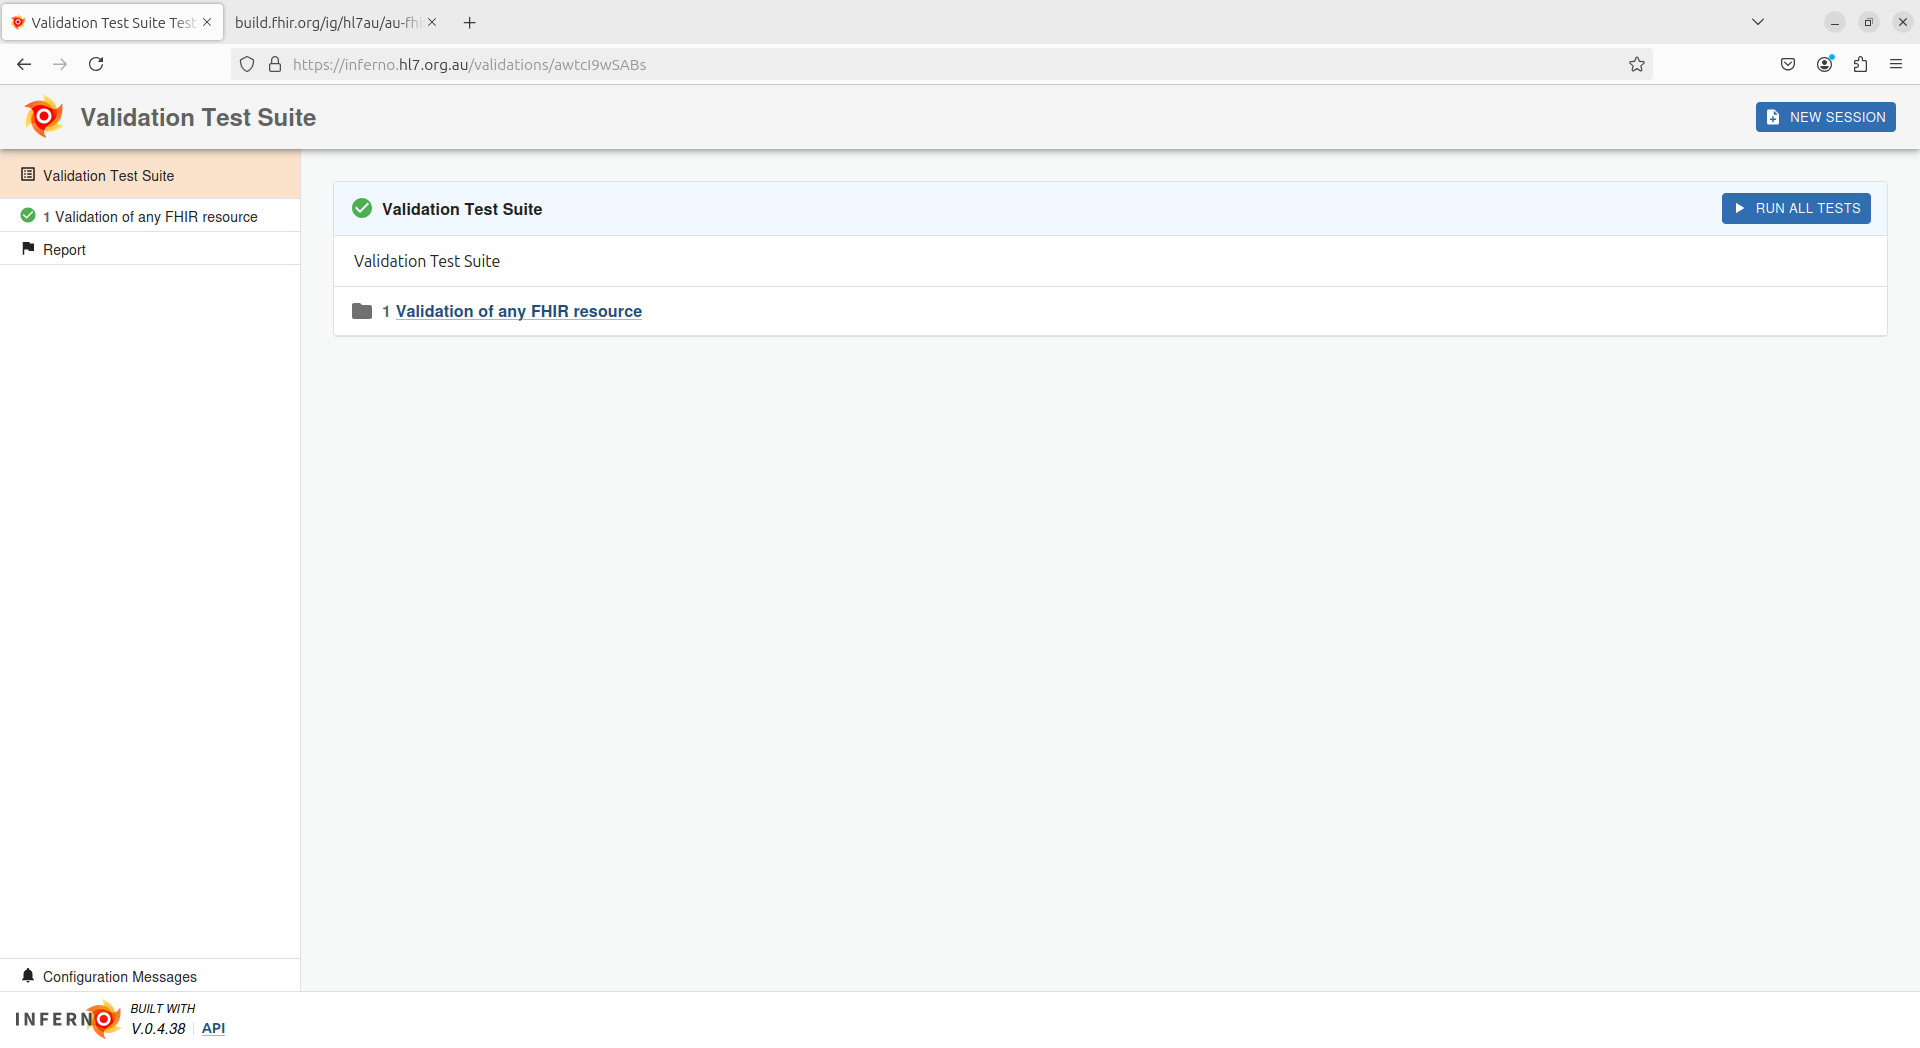 Validation Test Suite Test
build.fhir.org/ig/hl7au/au-fhi
https://inferno.hl7.org.au/validations/awtcI9wSABs
Validation Test Suite
NEW SESSION
Validation Test Suite
1 Validation of any FHIR resource
Report
Validation Test Suite
RUN ALL TESTS
Validation Test Suite
1 Validation of any FHIR resource
Configuration Messages
INFERNO
BUILT WITH
V.0.4.38
API